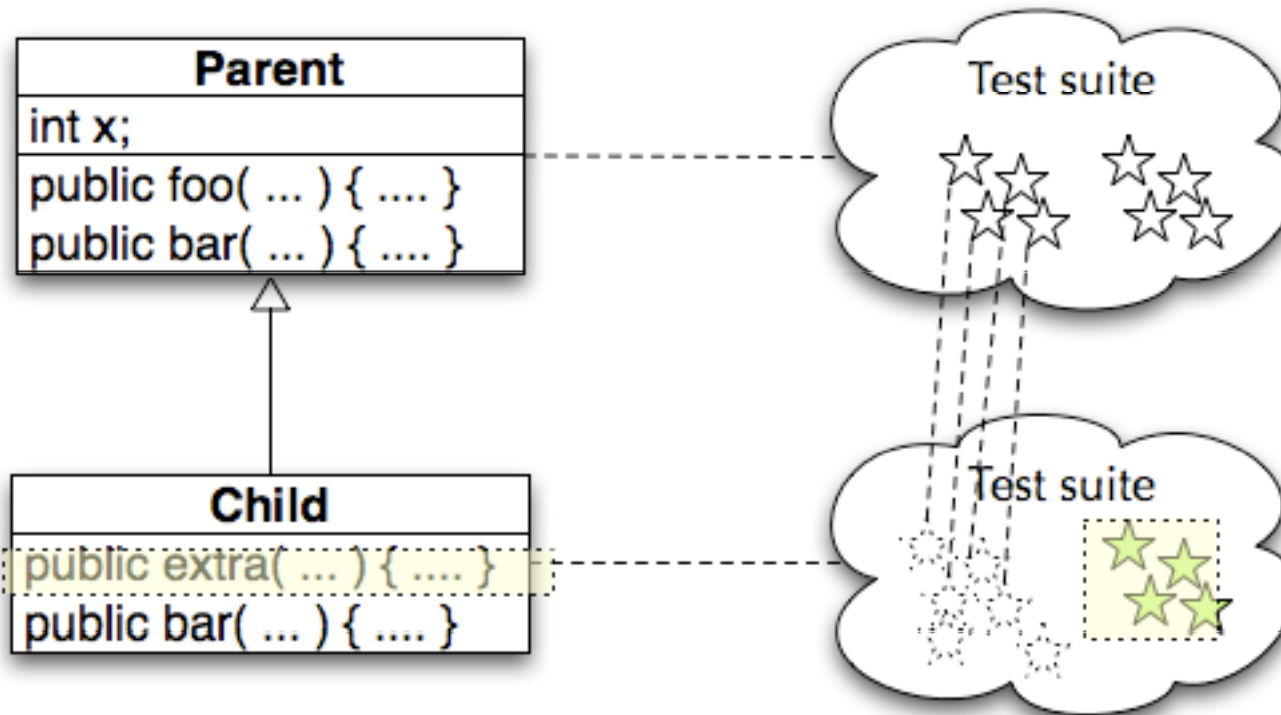 Parent
int x;
public foo( ... ) { .... }
public bar( ... ) { .... }
Test suite
Child
public extra( ... ) { .... }
public bar( ... ) { .... }
Test suite